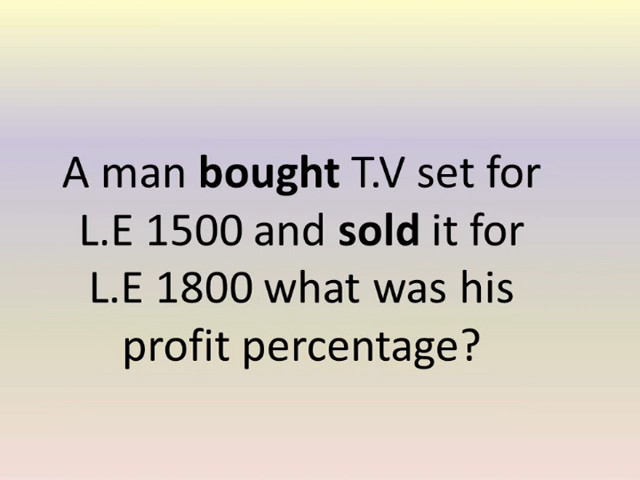 A man bought T.V set for
L.E 1500 and sold it for
L.E 1800 what was his
profit percentage?